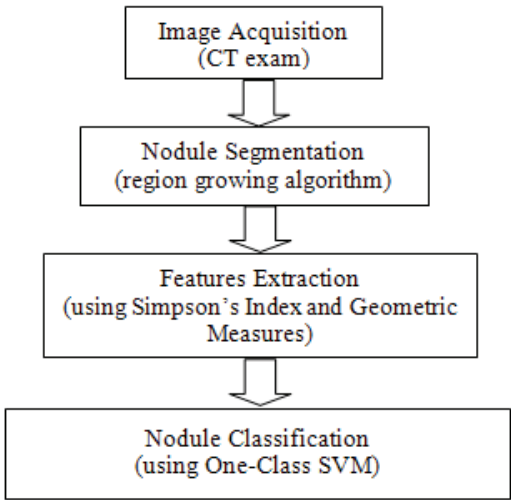 Image Acquisition
(CT exam)
Nodule Segmentation
(region growing algorithm)
Features Extraction
(using Simpson's Index and Geometric
Measures)
Nodule Classification
(using One-Class SVM)